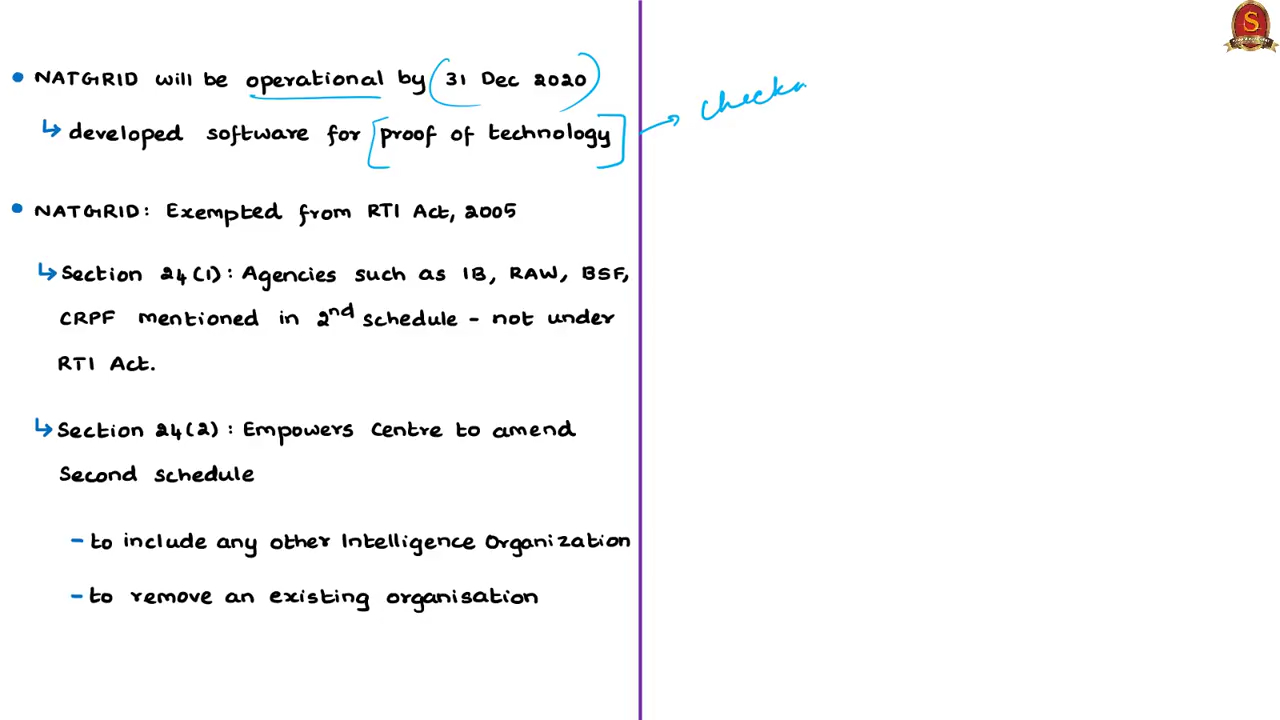 NATGRID will be operational by 31 Dec 2020
developed software for proof of technology
NATGRID: Exempted from RTI Act, 2005
Section 24(1): Agencies such as IB, RAW, BSF,
CRPF mentioned in 2nd schedule - not under
RTI Act.
Section 24(2): Empowers Centre to amend
Second schedule
- to include any other Intelligence Organization
- to remove an existing organisation
S